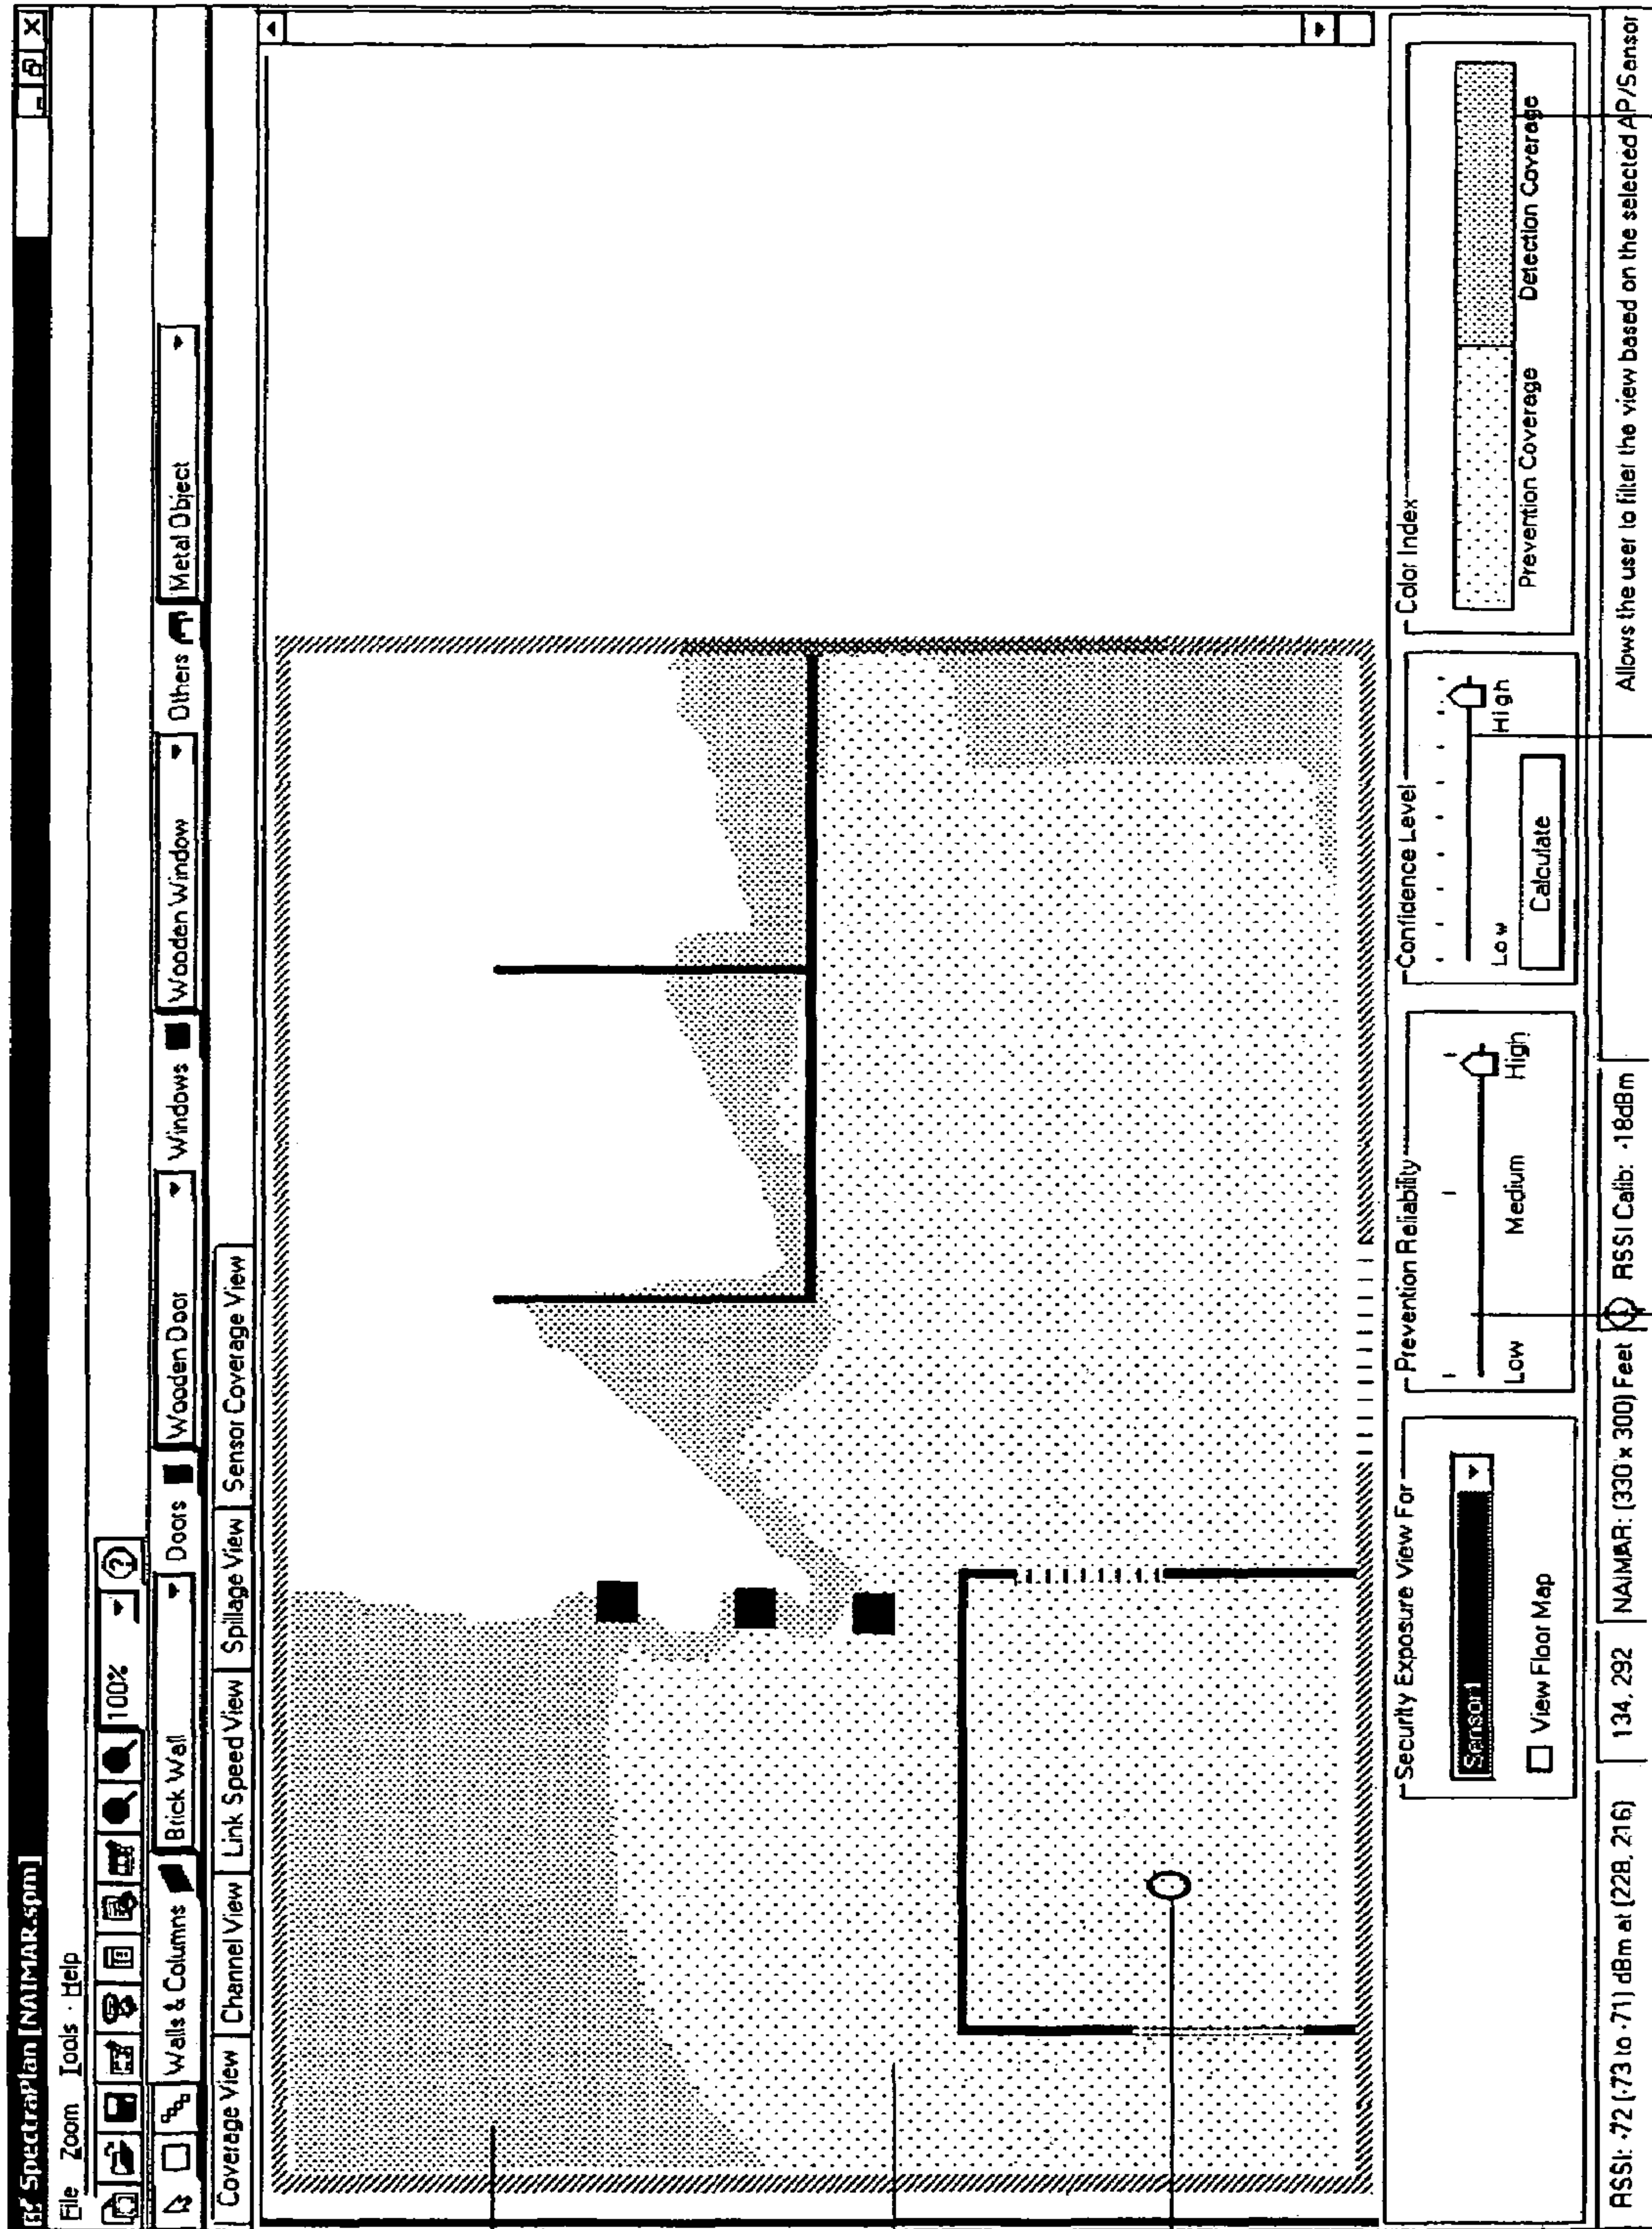 SpectraPlan [NAIMAR.spm]
File Zoom Tools Help
100%
Walls & Columns Brick Wall Doors Wooden Door Windows Wooden Window Others Metal Object
Coverage View Channel View Link Speed View Spillage View Sensor Coverage View
Security Exposure View For
Sensor1
View Floor Map
Prevention Reliability
Low Medium High
Confidence Level
Low High
Calculate
Color Index
Prevention Coverage Detection Coverage
RSSI: -72 (-73 to -71) dBm at (228, 216) 134, 292 NAIMAR: (330 x 300) Feet RSSI Calib: -18dBm Allows the user to filter the view based on the selected AP/Sensor